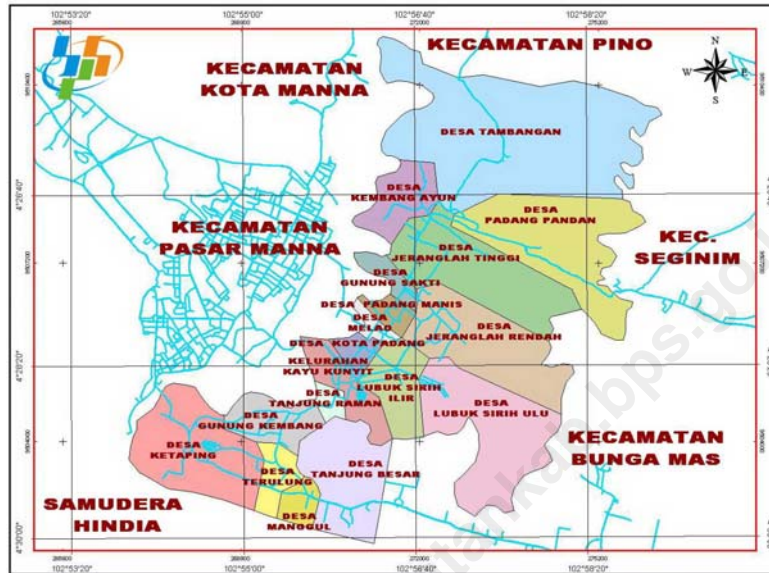 102°53'20" 102°55'00" 102°56'40" 102°58'20"
KECAMATAN PINO
N
W E
S
KECAMATAN
KOTA MANNA
DESA TAMBANGAN
DESA
KEMBANG AYUN
4°26'40"
DESA
PADANG PANDAN
KECAMATAN
PASAR MANNA
DESA
JERANGLAH TINGGI
KEC.
SEGINIM
DESA
GUNUNG SAKTI
DESA PADANG MANIS
DESA
MELAO
DESA
JERANGLAH RENDAH
DESA KOTA PADANG
KELURAHAN
KAYU KUNYIT
4°28'20"
DESA
LUBUK SIRIH
ILIR
DESA
TANJUNG RAMAN
DESA
LUBUK SIRIH ULU
DESA
GUNUNG KEMBANG
DESA
KETAPING
KECAMATAN
BUNGA MAS
DESA
TANJUNG BESAR
DESA
TERULUNG
SAMUDERA
HINDIA
DESA
MANGGUL
4°30'00"
272000
102°53'20" 102°55'00" 102°56'40" 102°58'20"